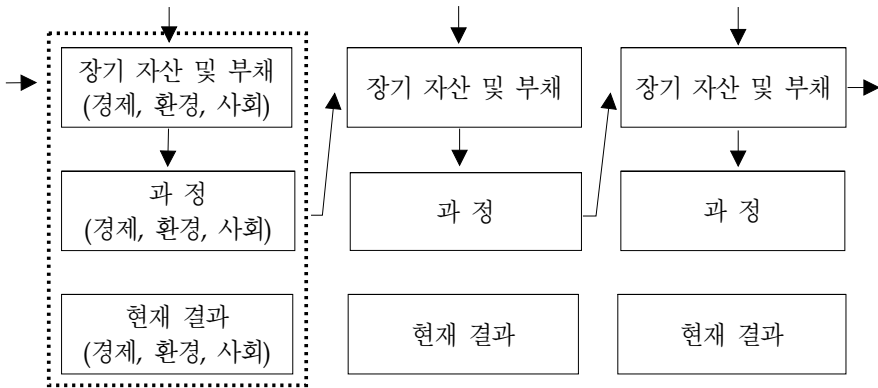 장기 자산 및 부채
(경제, 환경, 사회)
장기 자산 및 부채
장기 자산 및 부채
과 정
(경제, 환경, 사회)
과 정
과 정
현재 결과
(경제, 환경, 사회)
현재 결과
현재 결과